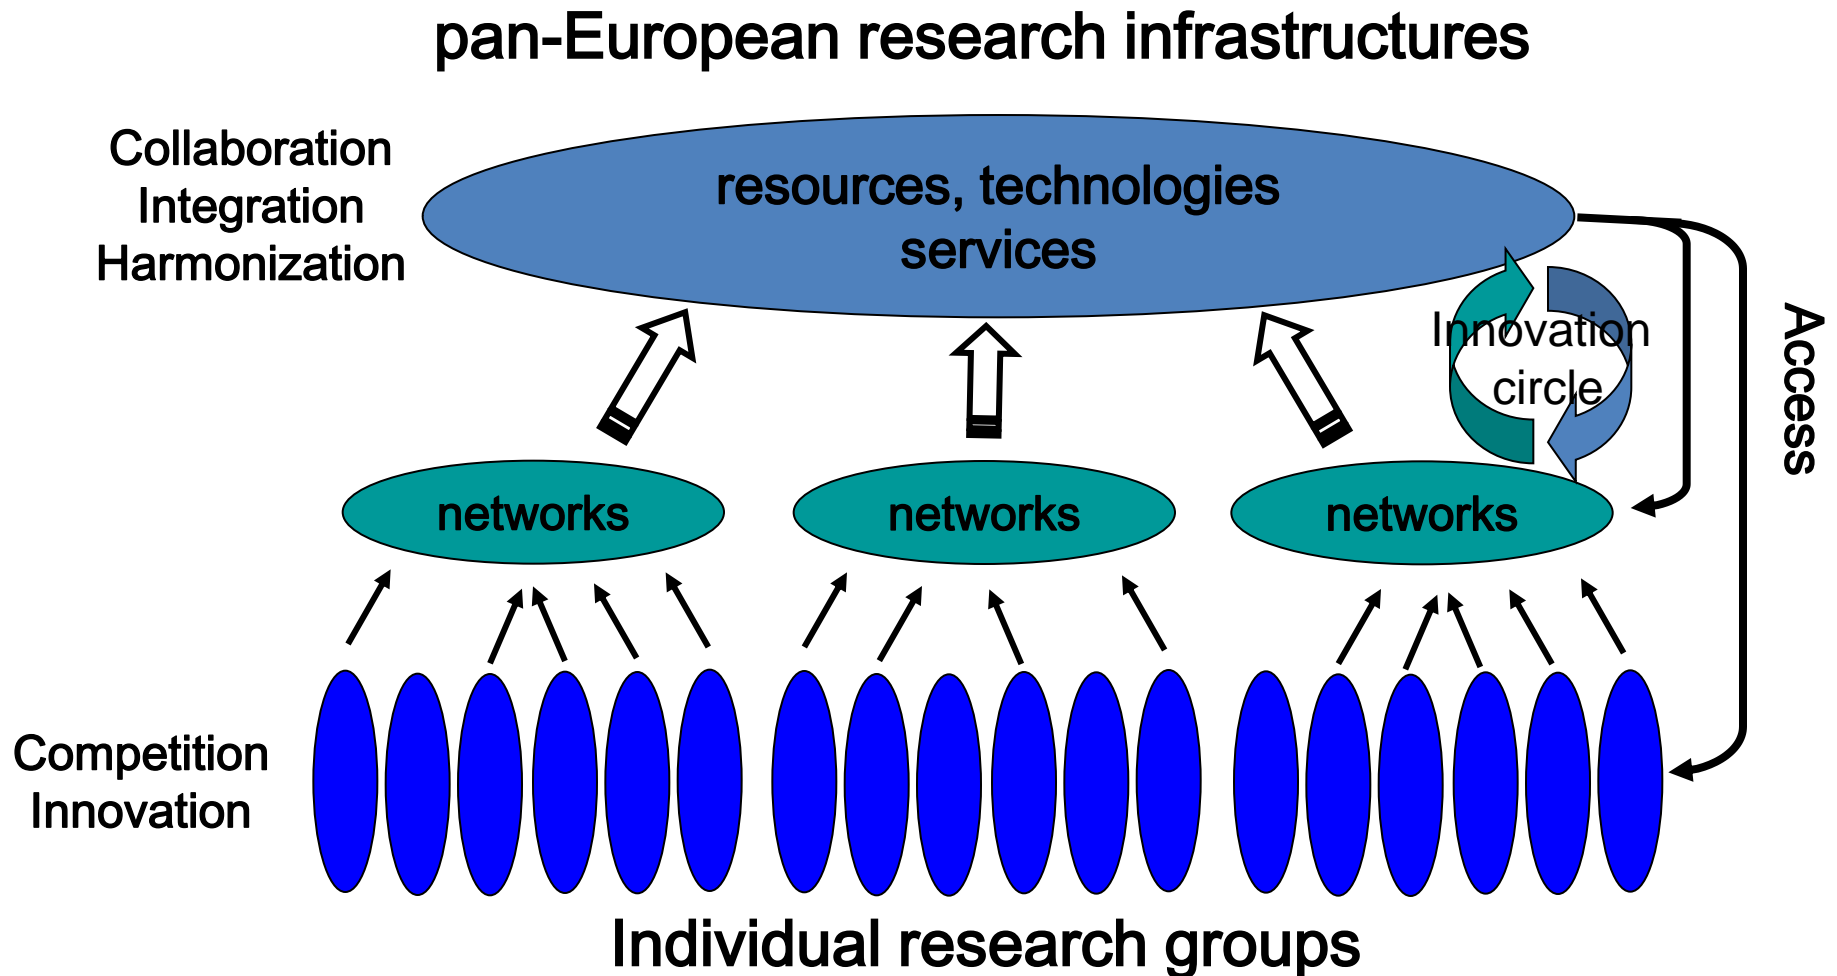 pan-European research infrastructures
Collaboration
Integration
Harmonization
resources, technologies
services
Innovation
circle
Access
networks
networks
networks
Competition
Innovation
Individual research groups